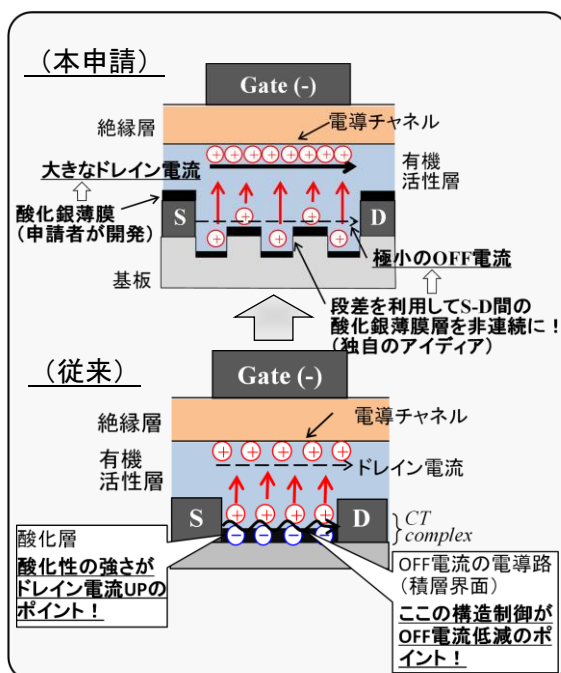 （本申請）
Gate (-)
絶縁層
電導チャネル
大きなドレイン電流
有機
活性層
酸化銀薄膜
（申請者が開発）
S
D
極小のOFF電流
基板
段差を利用してS-D間の
酸化銀薄膜層を非連続に！
（独自のアイディア）
（従来）
Gate (-)
絶縁層
電導チャネル
有機
活性層
ドレイン電流
S
D
CT
complex
酸化層
酸化性の強さが
ドレイン電流UPの
ポイント！
OFF電流の電導路
（積層界面）
ここの構造制御が
OFF電流低減のポ
イント！